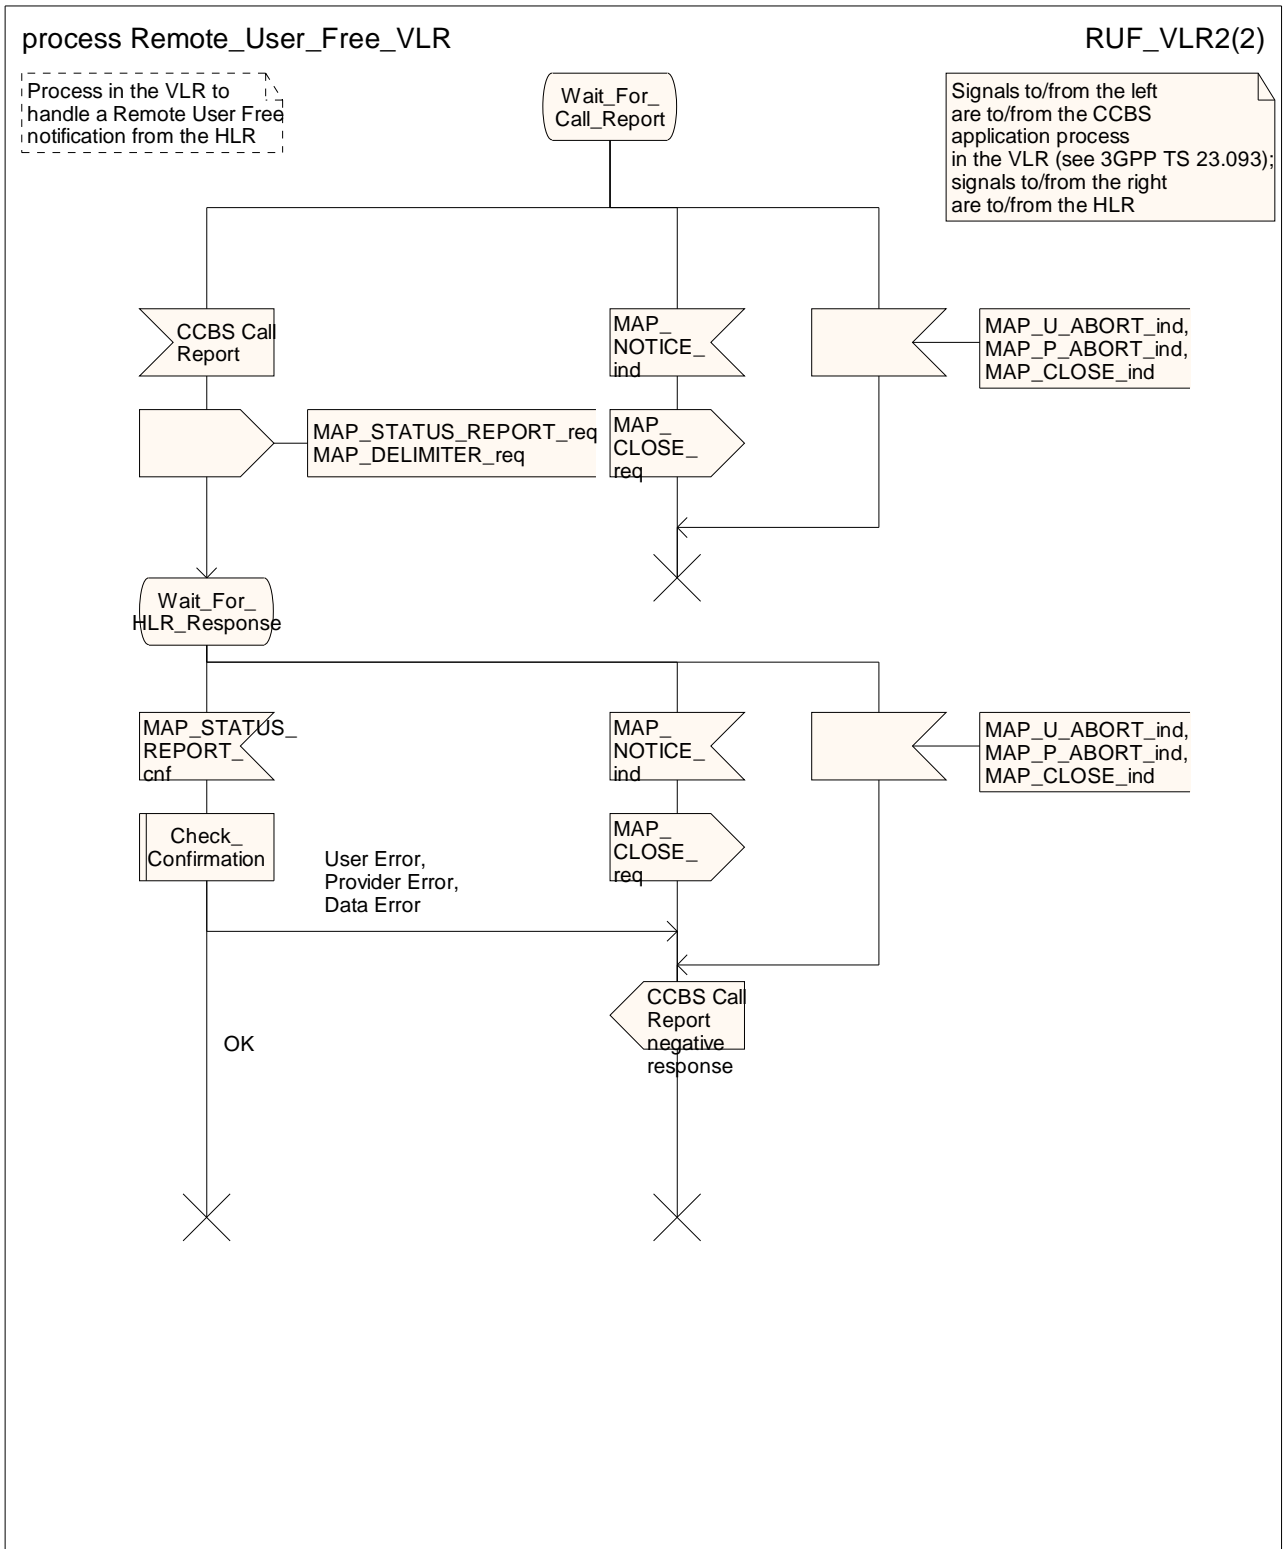 process Remote_User_Free_VLR
RUF_VLR2(2)
Process in the VLR to
handle a Remote User Free
notification from the HLR
Wait_For_
Call_Report
Signals to/from the left
are to/from the CCBS
application process
in the VLR (see 3GPP TS 23.093);
signals to/from the right
are to/from the HLR
CCBS Call
Report
MAP_
NOTICE_
ind
MAP_U_ABORT_ind,
MAP_P_ABORT_ind,
MAP_CLOSE_ind
MAP_STATUS_REPORT_req
MAP_DELIMITER_req
MAP_
CLOSE_
req
Wait_For_
HLR_Response
MAP_STATUS_
REPORT_
cnf
MAP_
NOTICE_
ind
MAP_U_ABORT_ind,
MAP_P_ABORT_ind,
MAP_CLOSE_ind
Check_
Confirmation
User Error,
Provider Error,
Data Error
MAP_
CLOSE_
req
CCBS Call
Report
negative
response
OK